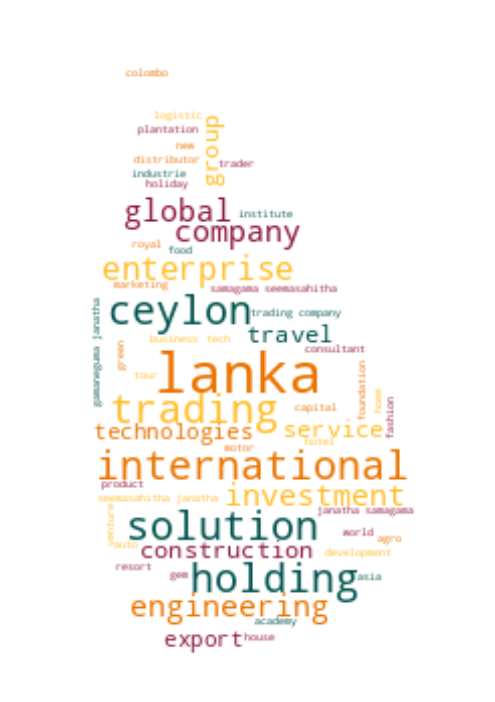 colombo
logistic
group
plantation
new
distributor
trader
industrie
holiday
global
institute
company
royal
food
enterprise
marketing
samagama seemasahitha
ceylon
gamaneguma janatha
trading company
travel
business
tech
green
consultant
lanka
tour
foundation
home
fashion
trading
capital
technologies
service
hotel
motor
international
product
investment
seemasahitha janatha
venture
janatha samagama
solution
world
agro
auto
construction
development
resort
gem
holding
asia
engineering
academy
export
house